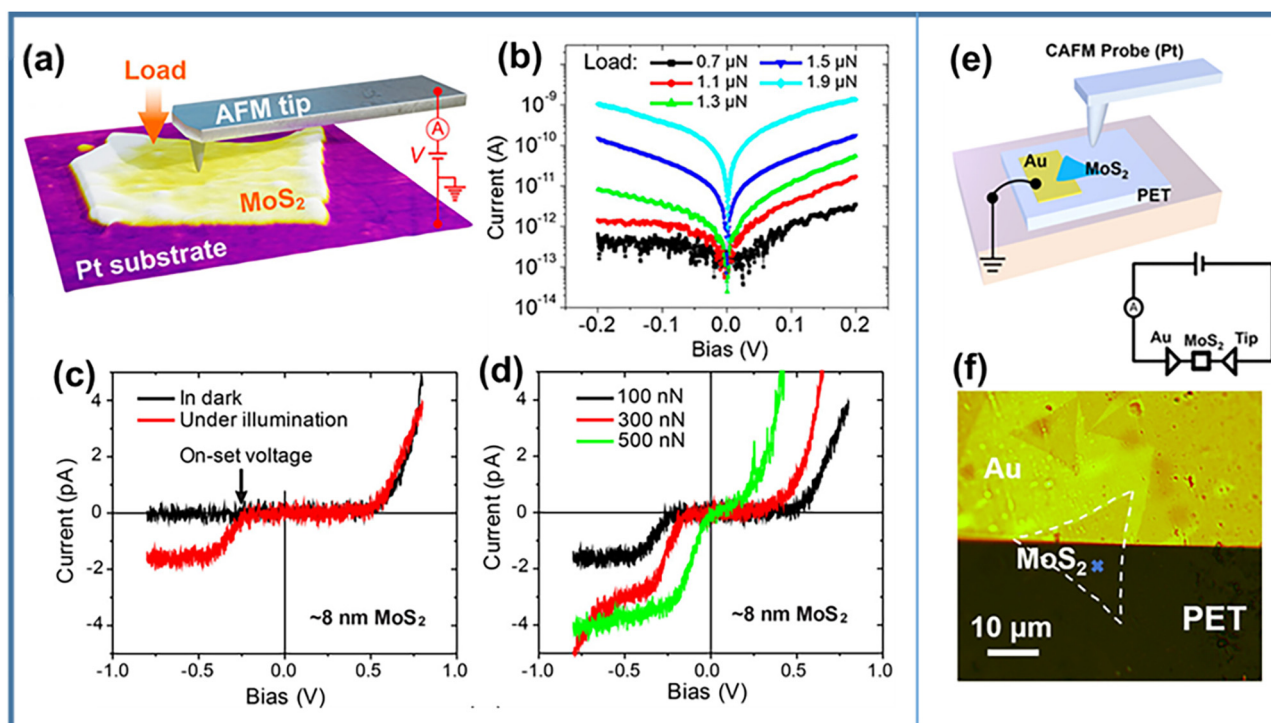 (a)
Load
AFM tip
A
V
MoS₂
Pt substrate
(b)
Load:
0.7 μN
1.1 μN
1.3 μN
1.5 μN
1.9 μN
Current (A)
10⁻⁹
10⁻¹⁰
10⁻¹¹
10⁻¹²
10⁻¹³
10⁻¹⁴
-0.2 -0.1 0.0 0.1 0.2
Bias (V)
(c)
In dark
Under illumination
On-set voltage
Current (pA)
4
2
0
-2
-4
~8 nm MoS₂
-1.0 -0.5 0.0 0.5 1.0
Bias (V)
(d)
100 nN
300 nN
500 nN
Current (pA)
4
2
0
-2
-4
~8 nm MoS₂
-1.0 -0.5 0.0 0.5 1.0
Bias (V)
(e)
CAFM Probe (Pt)
Au
MoS₂
PET
A
Au MoS₂ Tip
(f)
Au
MoS₂
PET
10 μm